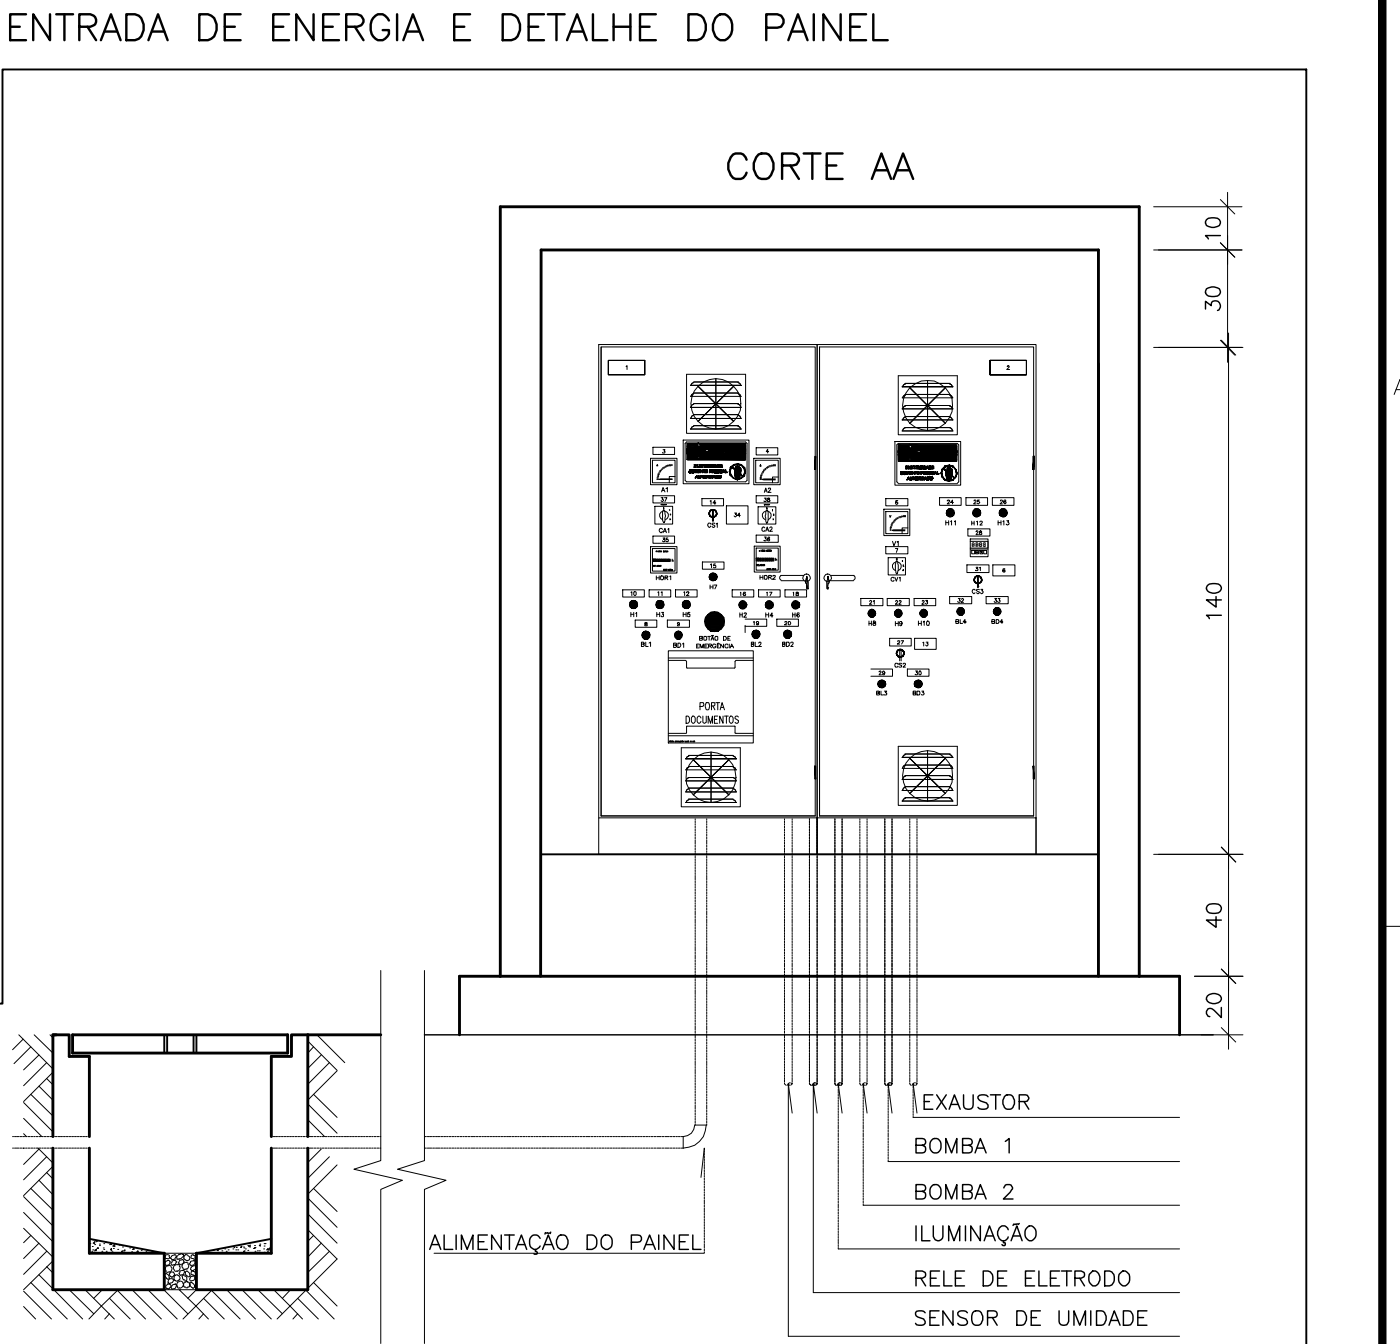 ENTRADA DE ENERGIA E DETALHE DO PAINEL
CORTE AA
10
30
140
40
20
1
2
3
4
A1
A2
37
38
CA1
CA2
14
CS1
34
35
36
HDR1
HDR2
15
H7
10
11
12
H1
H3
H5
16
17
18
H2
H4
H6
8
9
BL1
BD1
19
20
BL2
BD2
BOTÃO DE
EMERGÊNCIA
PORTA
DOCUMENTOS
V1
7
CV1
24
25
26
H11
H12
H13
28
31
6
CS3
21
22
23
H8
H9
H10
32
33
BL4
BD4
27
13
CS2
29
30
BL3
BD3
EXAUSTOR
BOMBA 1
BOMBA 2
ILUMINAÇÃO
RELE DE ELETRODO
SENSOR DE UMIDADE
ALIMENTAÇÃO DO PAINEL
A